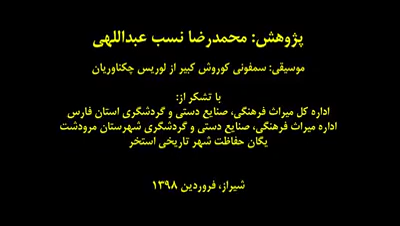 پژوهش: محمدرضا نسب عبداللهی
موسیقی: سمفونی کوروش کبیر از لوریس چکناوریان
با تشکر از:
اداره کل میراث فرهنگی، صنایع دستی و گردشگری استان فارس
اداره میراث فرهنگی، صنایع دستی و گردشگری شهرستان مرودشت
یگان حفاظت شهر تاریخی استخر
شیراز، فروردین ۱۳۹۸